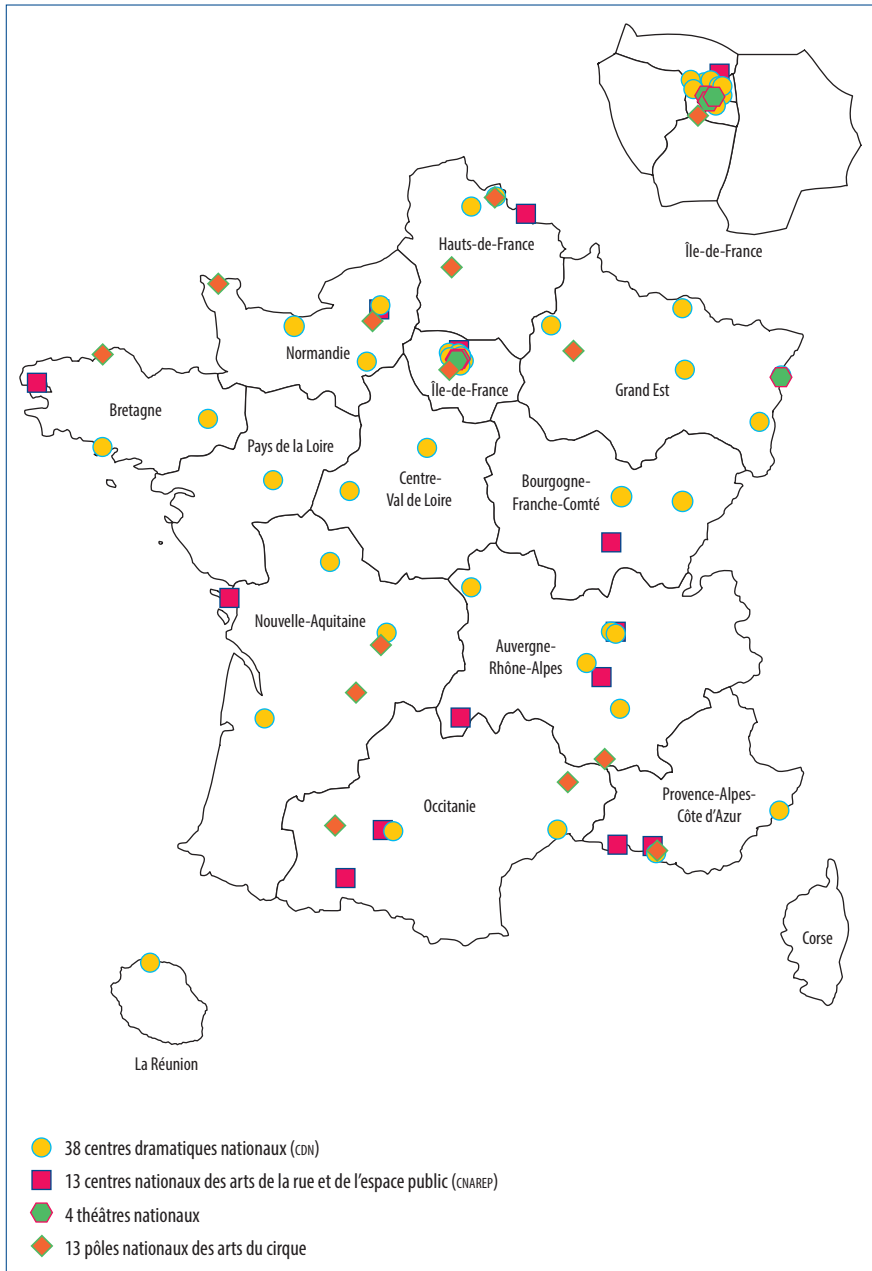 Île-de-France
Hauts-de-France
Normandie
Île-de-France
Grand Est
Bretagne
Pays de la Loire
Centre-
Val de Loire
Bourgogne-
Franche-Comté
Nouvelle-Aquitaine
Auvergne-
Rhône-Alpes
Occitanie
Provence-Alpes-
Côte d’Azur
Corse
La Réunion
38 centres dramatiques nationaux (CDN)
13 centres nationaux des arts de la rue et de l’espace public (CNAREP)
4 théâtres nationaux
13 pôles nationaux des arts du cirque